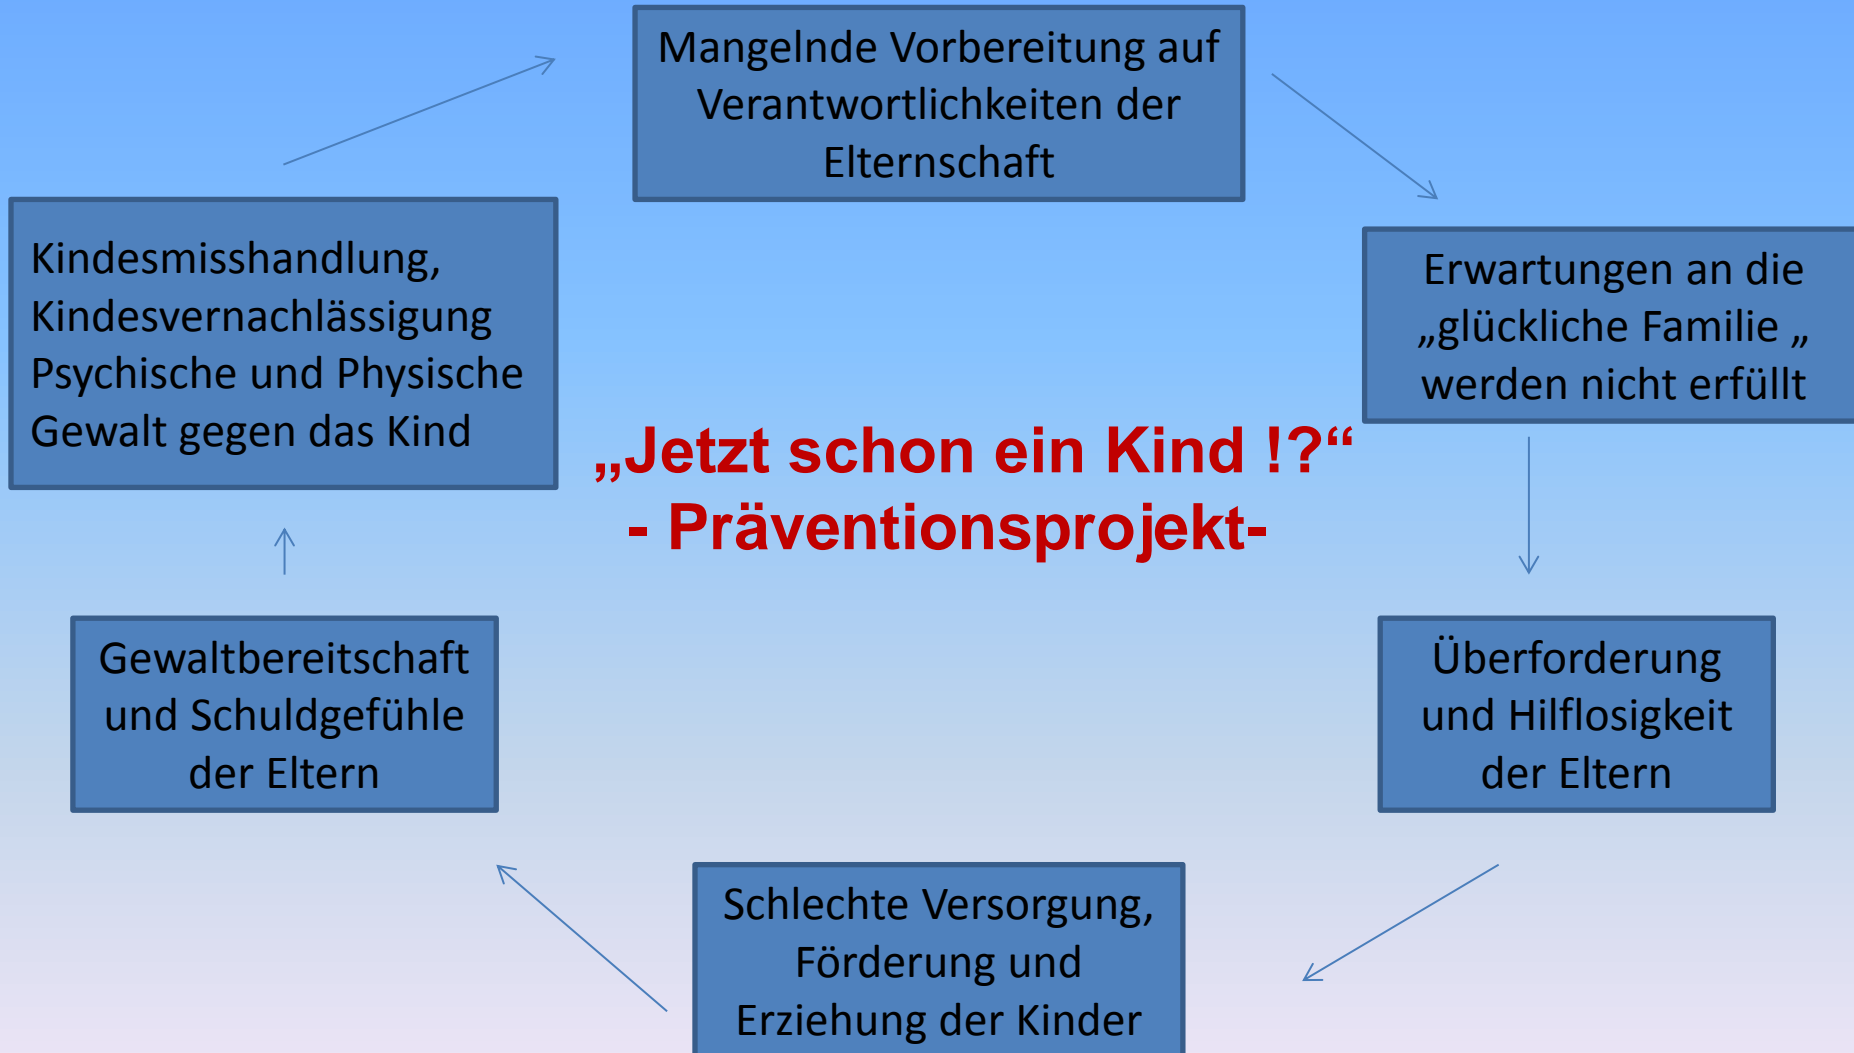 Mangelnde Vorbereitung auf
Verantwortlichkeiten der
Elternschaft
Erwartungen an die
„glückliche Familie „
werden nicht erfüllt
Überforderung
und Hilflosigkeit
der Eltern
Schlechte Versorgung,
Förderung und
Erziehung der Kinder
Gewaltbereitschaft
und Schuldgefühle
der Eltern
Kindesmisshandlung,
Kindesvernachlässigung
Psychische und Physische
Gewalt gegen das Kind
„Jetzt schon ein Kind !?“
- Präventionsprojekt-